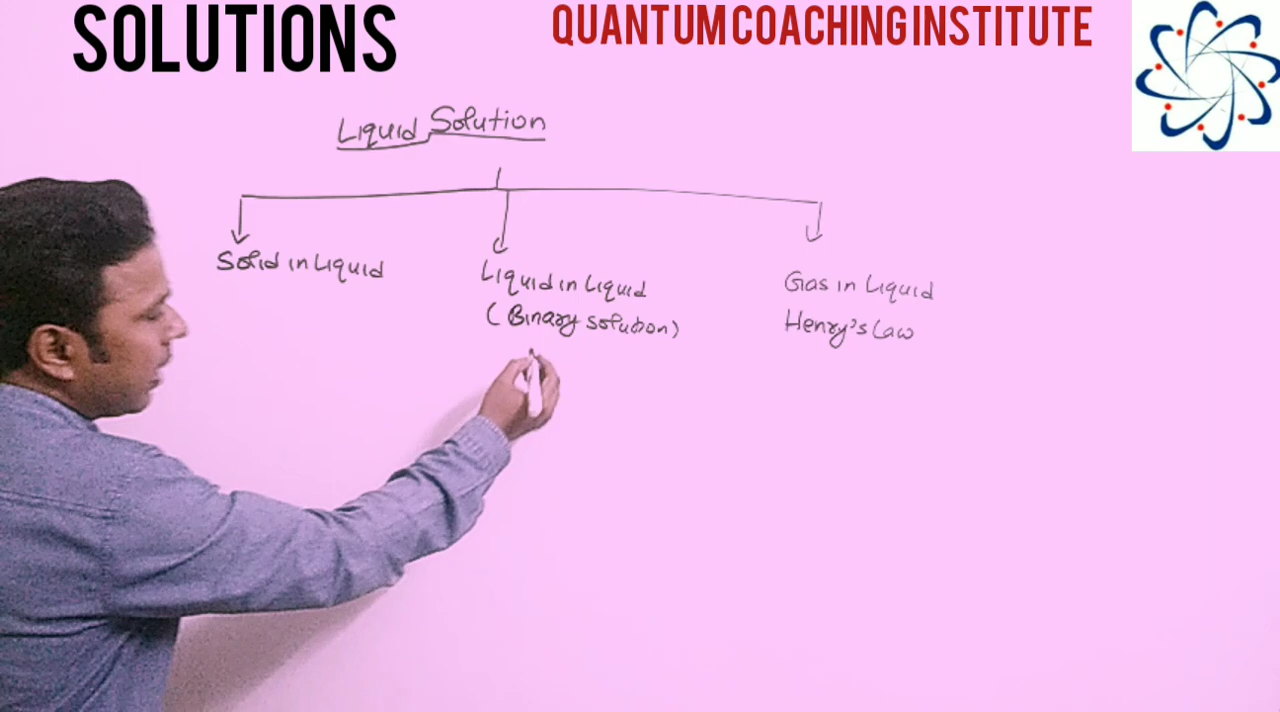 SOLUTIONS
QUANTUM COACHING INSTITUTE
Liquid Solution
Solid in Liquid
Liquid in Liquid
(Binary solution)
Gas in Liquid
Henry's Law